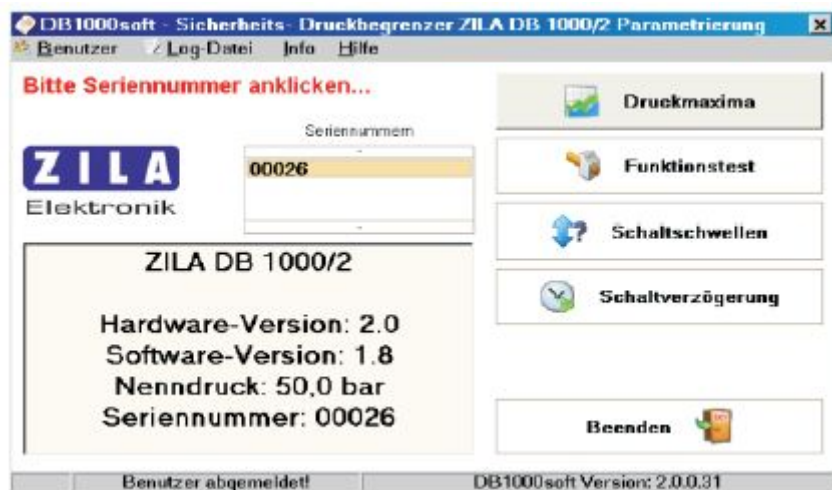 DB1000soft - Sicherheits- Druckbegrenzer ZILA DB 1000/2 Parametrierung
Benutzer Log-Datei Info Hilfe
Bitte Seriennummer anklicken...
Seriennummern
00026
ZILA
Elektronik
ZILA DB 1000/2
Hardware-Version: 2.0
Software-Version: 1.8
Nenndruck: 50,0 bar
Seriennummer: 00026
Druckmaxima
Funktionstest
Schaltschwellen
Schaltverzögerung
Beenden
Benutzer abgemeldet!
DB1000soft Version: 2.0.0.31